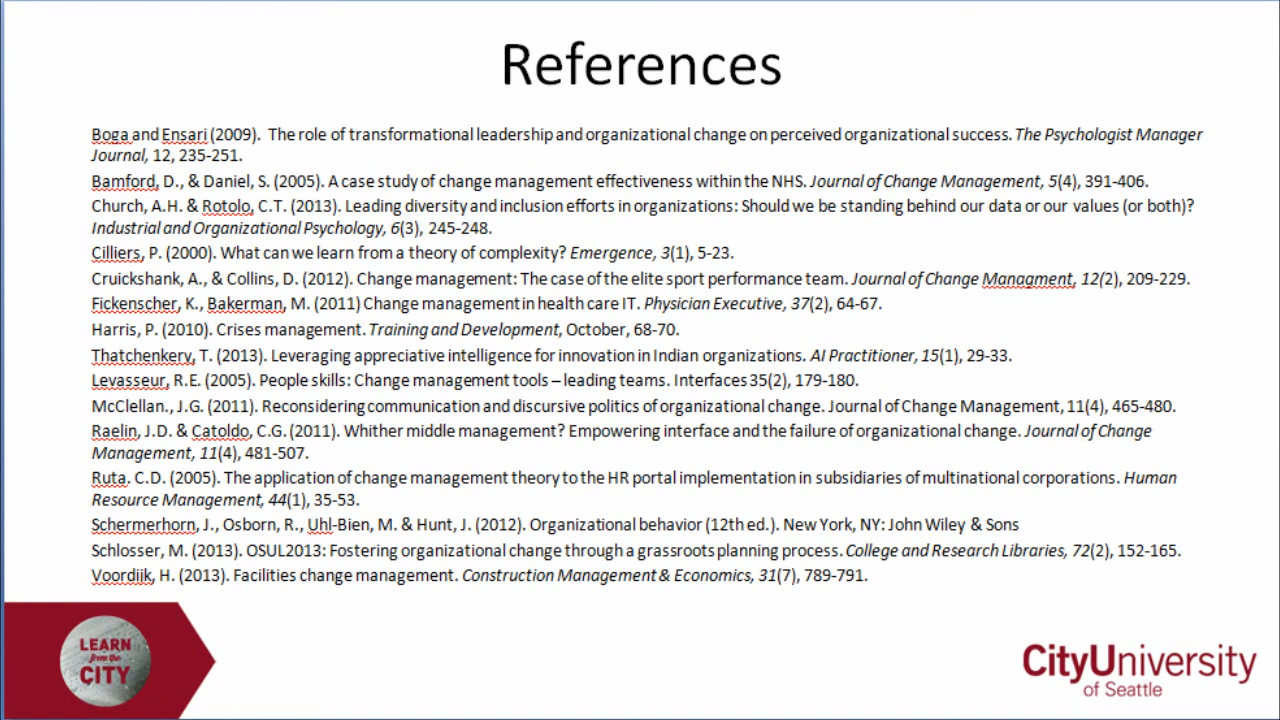 References
Boga and Ensari (2009).  The role of transformational leadership and organizational change on perceived organizational success. The Psychologist Manager
Journal, 12, 235-251.
Bamford, D., & Daniel, S. (2005). A case study of change management effectiveness within the NHS. Journal of Change Management, 5(4), 391-406.
Church, A.H. & Rotolo, C.T. (2013). Leading diversity and inclusion efforts in organizations: Should we be standing behind our data or our values (or both)?
Industrial and Organizational Psychology, 6(3), 245-248.
Cilliers, P. (2000). What can we learn from a theory of complexity? Emergence, 3(1), 5-23.
Cruickshank, A., & Collins, D. (2012). Change management: The case of the elite sport performance team. Journal of Change Managment, 12(2), 209-229.
Fickenscher, K., Bakerman, M. (2011) Change management in health care IT. Physician Executive, 37(2), 64-67.
Harris, P. (2010). Crises management. Training and Development, October, 68-70.
Thatchenkery, T. (2013). Leveraging appreciative intelligence for innovation in Indian organizations. AI Practitioner, 15(1), 29-33.
Levasseur, R.E. (2005). People skills: Change management tools – leading teams. Interfaces 35(2), 179-180.
McClellan., J.G. (2011). Reconsidering communication and discursive politics of organizational change. Journal of Change Management, 11(4), 465-480.
Raelin, J.D. & Catoldo, C.G. (2011). Whither middle management? Empowering interface and the failure of organizational change. Journal of Change
Management, 11(4), 481-507.
Ruta. C.D. (2005). The application of change management theory to the HR portal implementation in subsidiaries of multinational corporations. Human
Resource Management, 44(1), 35-53.
Schermerhorn, J., Osborn, R., Uhl-Bien, M. & Hunt, J. (2012). Organizational behavior (12th ed.). New York, NY: John Wiley & Sons
Schlosser, M. (2013). OSUL2013: Fostering organizational change through a grassroots planning process. College and Research Libraries, 72(2), 152-165.
Voordijk, H. (2013). Facilities change management. Construction Management & Economics, 31(7), 789-791.
LEARN
from the
CITY
CityUniversity
of Seattle